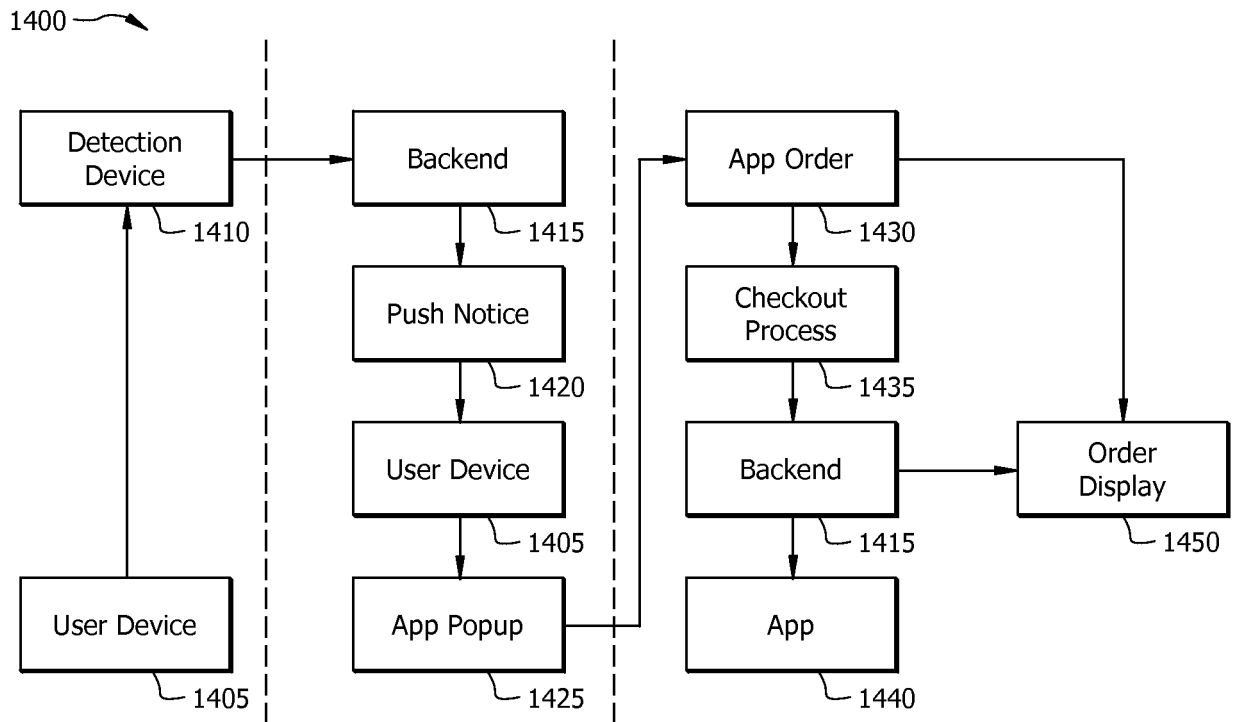 1400
Detection
Device
1410
User Device
1405
Backend
1415
Push Notice
1420
User Device
1405
App Popup
1425
App Order
1430
Checkout
Process
1435
Backend
1415
App
1440
Order
Display
1450